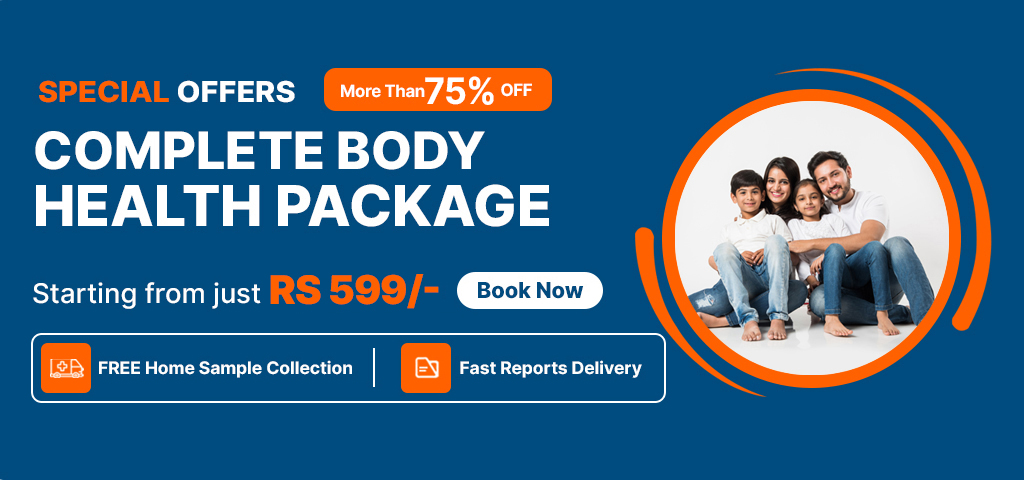 SPECIAL OFFERS
More Than 75% OFF
COMPLETE BODY
HEALTH PACKAGE
Starting from just RS 599/-
Book Now
FREE Home Sample Collection
Fast Reports Delivery